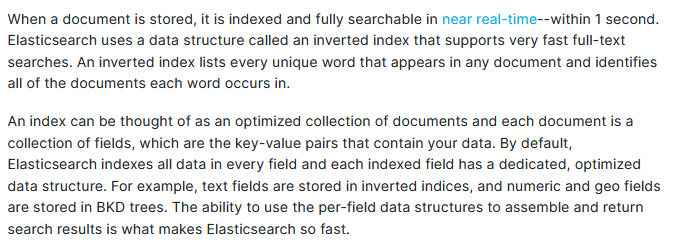 When a document is stored, it is indexed and fully searchable in near real-time--within 1 second.
Elasticsearch uses a data structure called an inverted index that supports very fast full-text
searches. An inverted index lists every unique word that appears in any document and identifies
all of the documents each word occurs in.
An index can be thought of as an optimized collection of documents and each document is a
collection of fields, which are the key-value pairs that contain your data. By default,
Elasticsearch indexes all data in every field and each indexed field has a dedicated, optimized
data structure. For example, text fields are stored in inverted indices, and numeric and geo fields
are stored in BKD trees. The ability to use the per-field data structures to assemble and return
search results is what makes Elasticsearch so fast.